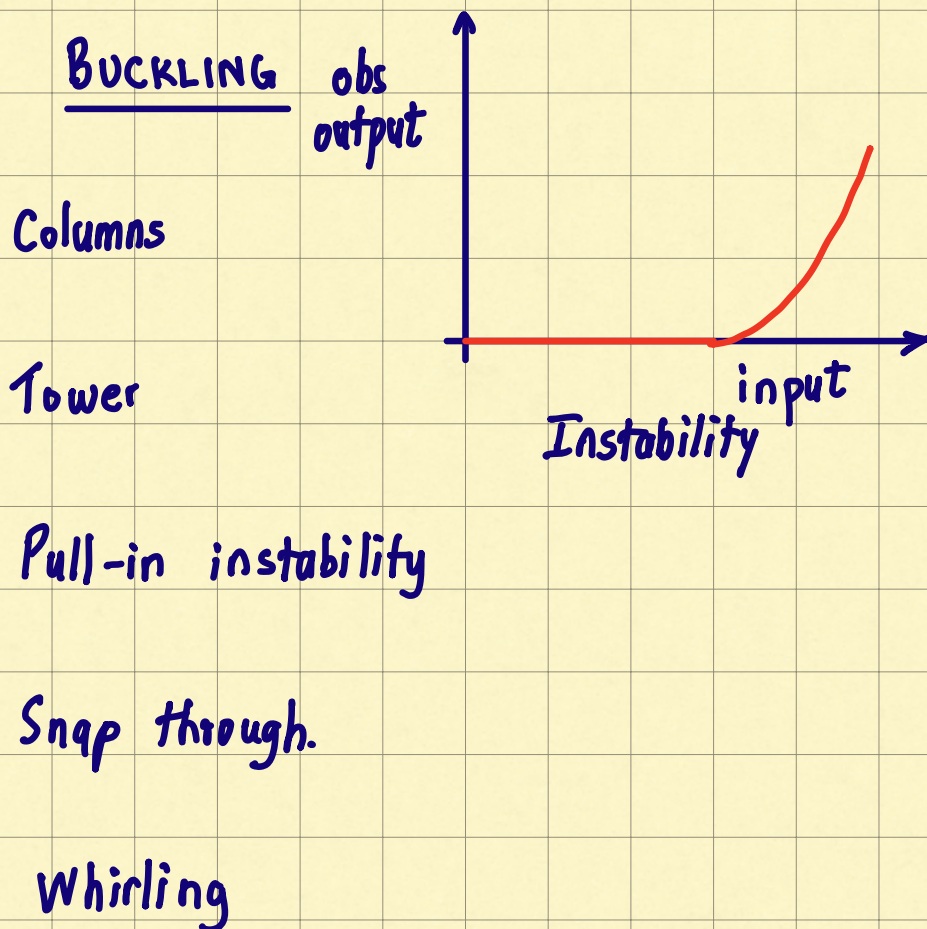 BUCKLING
obs
output
Columns
Tower
input
Instability
Pull-in instability
Snap through.
Whirling